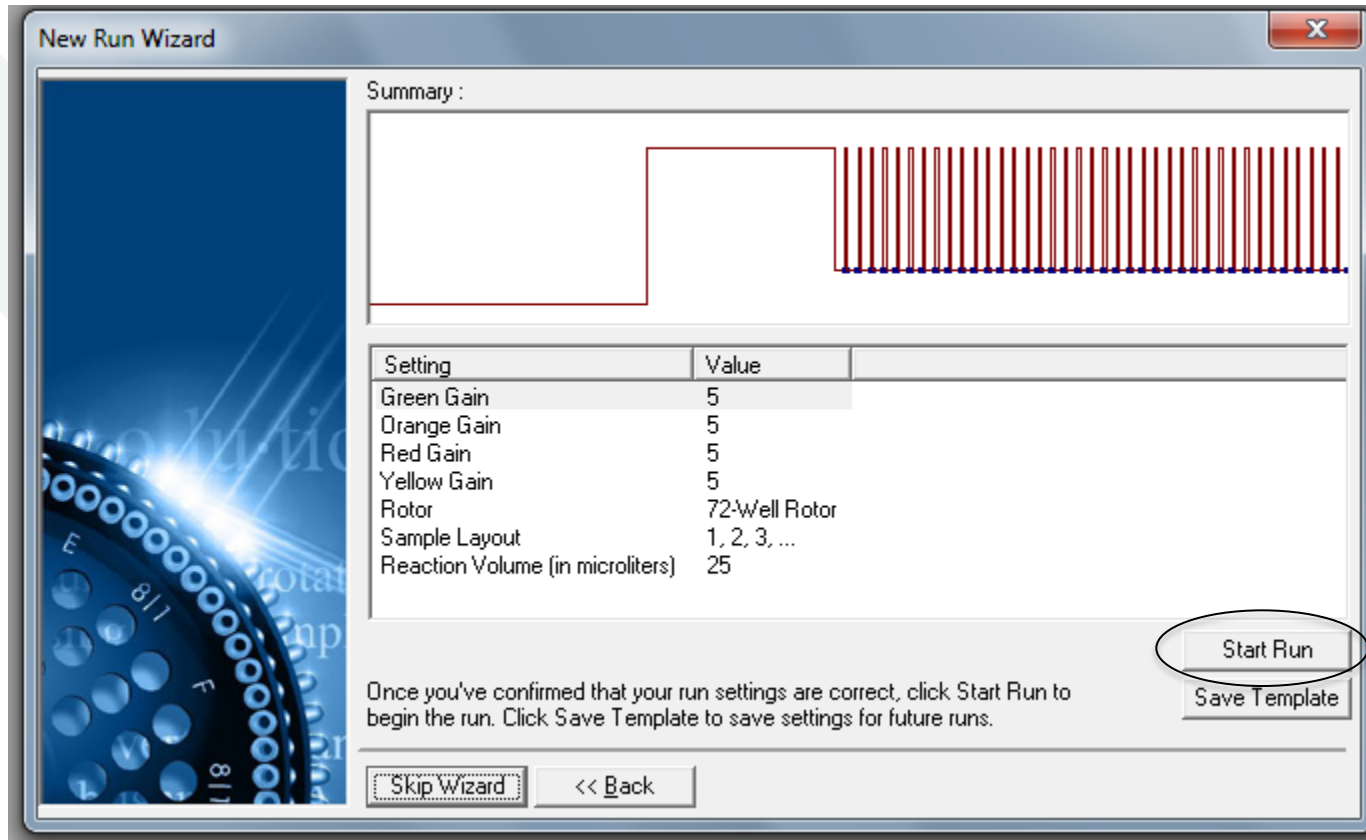 New Run Wizard
Summary :
Setting Value
Green Gain 5
Orange Gain 5
Red Gain 5
Yellow Gain 5
Rotor 72-Well Rotor
Sample Layout 1, 2, 3, ...
Reaction Volume (in microliters) 25
Start Run
Once you've confirmed that your run settings are correct, click Start Run to
begin the run. Click Save Template to save settings for future runs.
Save Template
Skip Wizard << Back
E
8|1
F